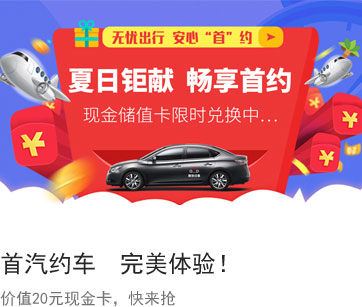 无忧出行 安心“首”约
夏日钜献 畅享首约
现金储值卡限时兑换中...
首汽约车 完美体验！
价值20元现金卡，快来抢